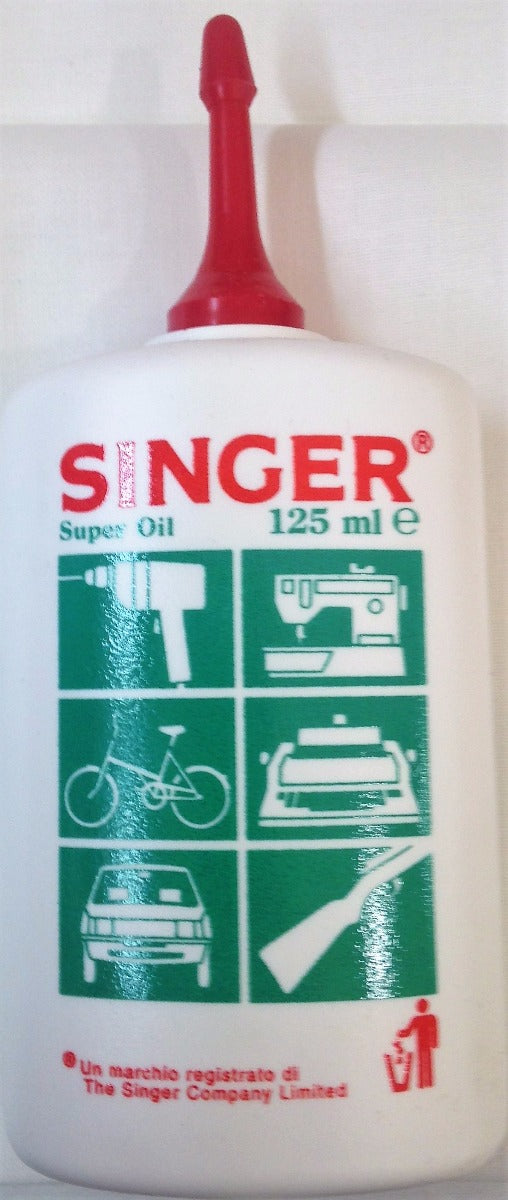 SINGER®
Super Oil 125 ml ℮
® Un marchio registrato di
The Singer Company Limited